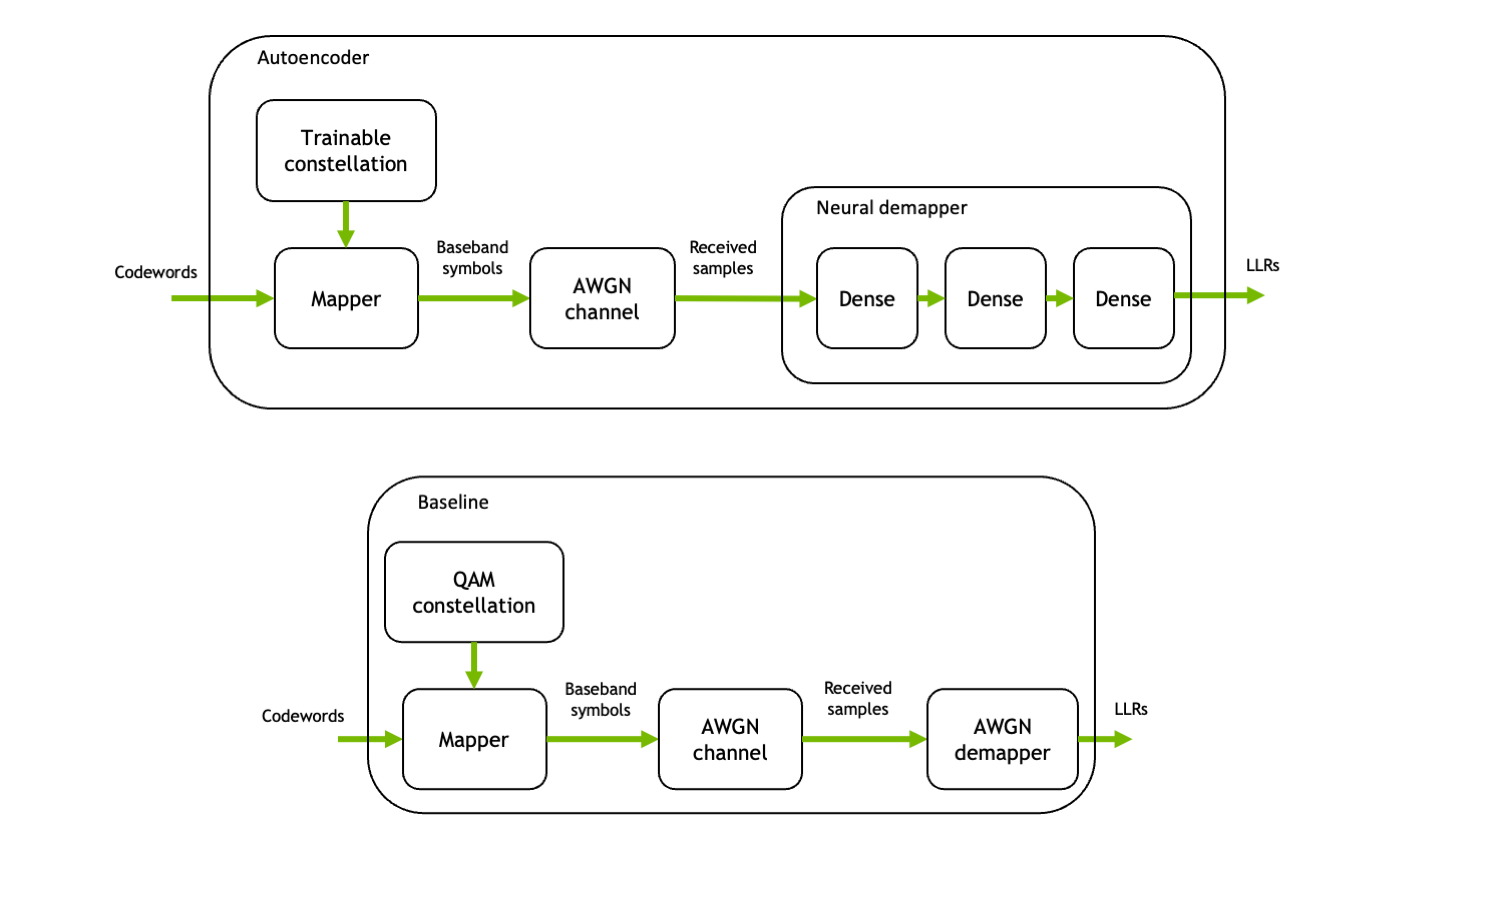 Autoencoder
Trainable
constellation
Neural demapper
Codewords
Mapper
Baseband
symbols
AWGN
channel
Received
samples
Dense
Dense
Dense
LLRs
Baseline
QAM
constellation
Codewords
Mapper
Baseband
symbols
AWGN
channel
Received
samples
AWGN
demapper
LLRs